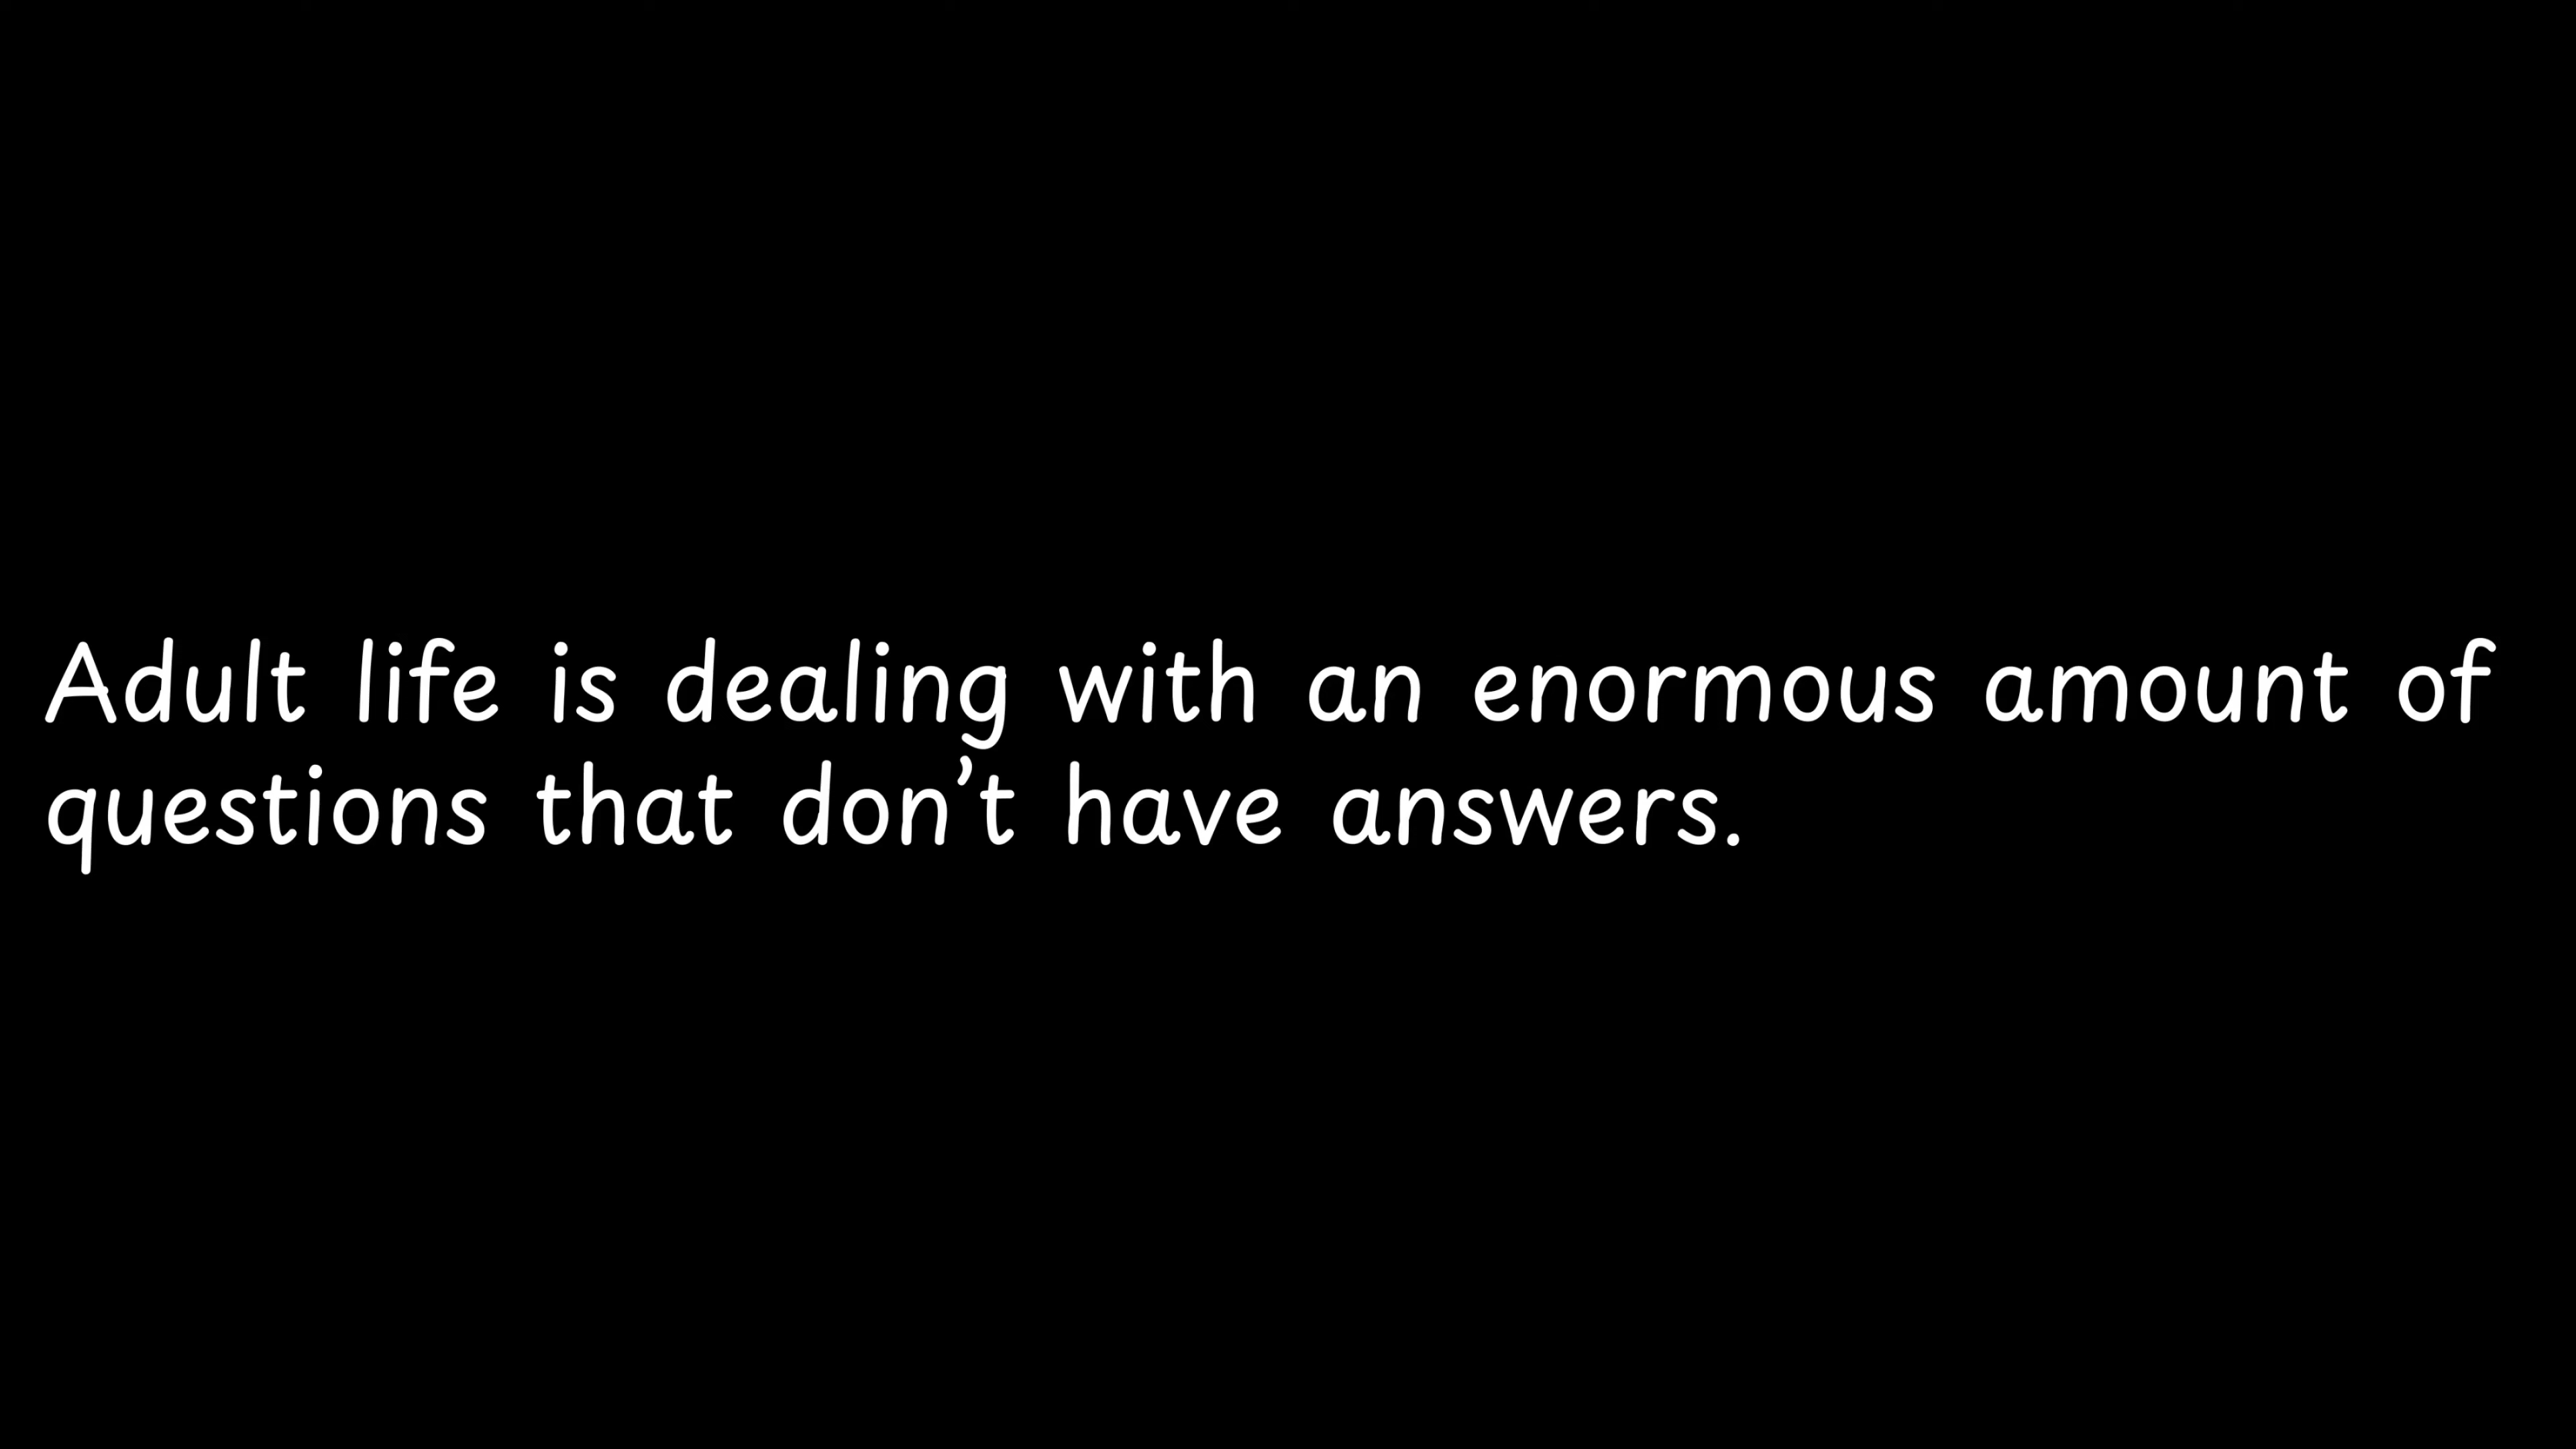 Adult life is dealing with an enormous amount of
questions that don’t have answers.